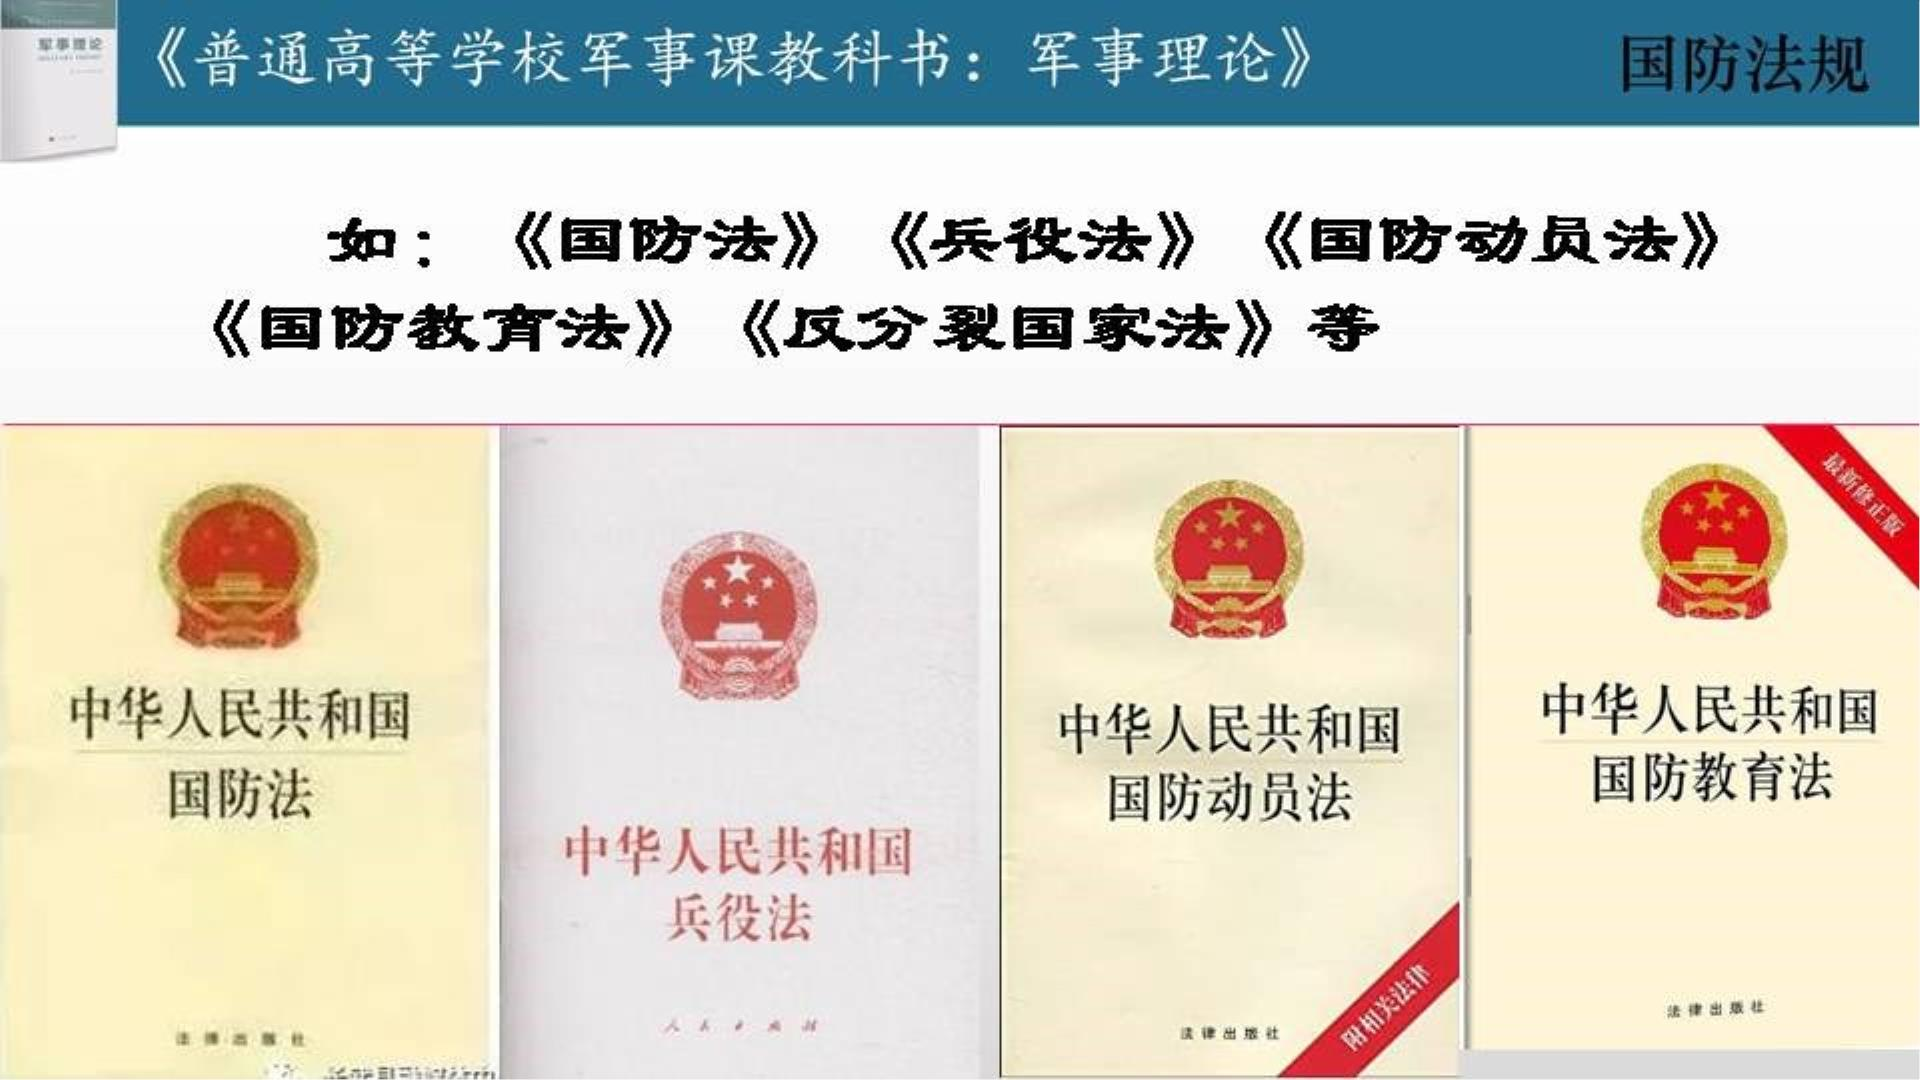 军事理论
《普通高等学校军事课教科书：军事理论》
国防法规
如：《国防法》《兵役法》《国防动员法》
《国防教育法》《反分裂国家法》等
中华人民共和国
国防法
法律出版社
中华人民共和国
兵役法
人民出版社
中华人民共和国
国防动员法
法律出版社
附相关法律
最新修正版
中华人民共和国
国防教育法
法律出版社